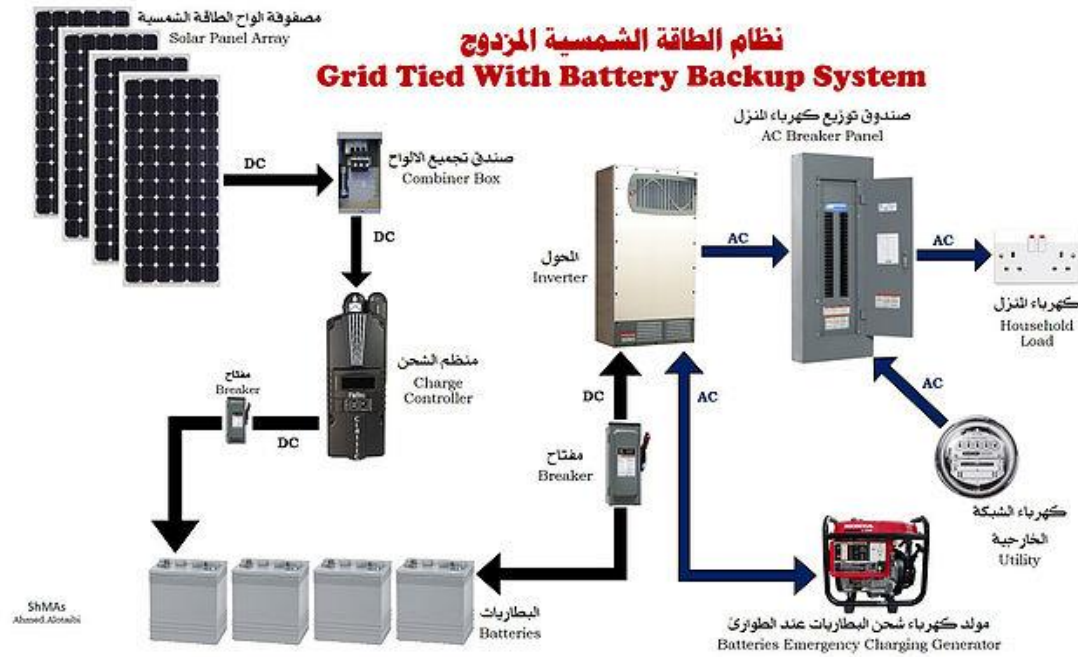 نظام الطاقة الشمسية المزدوج
Grid Tied With Battery Backup System
مصفوفة الواح الطاقة الشمسية
Solar Panel Array
DC
صندق تجميع الالواح
Combiner Box
DC
منظم الشحن
Charge
Controller
DC
مفتاح
Breaker
البطاريات
Batteries
مفتاح
Breaker
DC
المحول
Inverter
AC
صندوق توزيع كهرباء المنزل
AC Breaker Panel
AC
كهرباء المنزل
Household
Load
AC
كهرباء الشبكة
الخارجية
Utility
AC
HONDA
مولد كهرباء شحن البطاريات عند الطوارئ
Batteries Emergency Charging Generator
ShMAs
Ahmed.Alotaibi